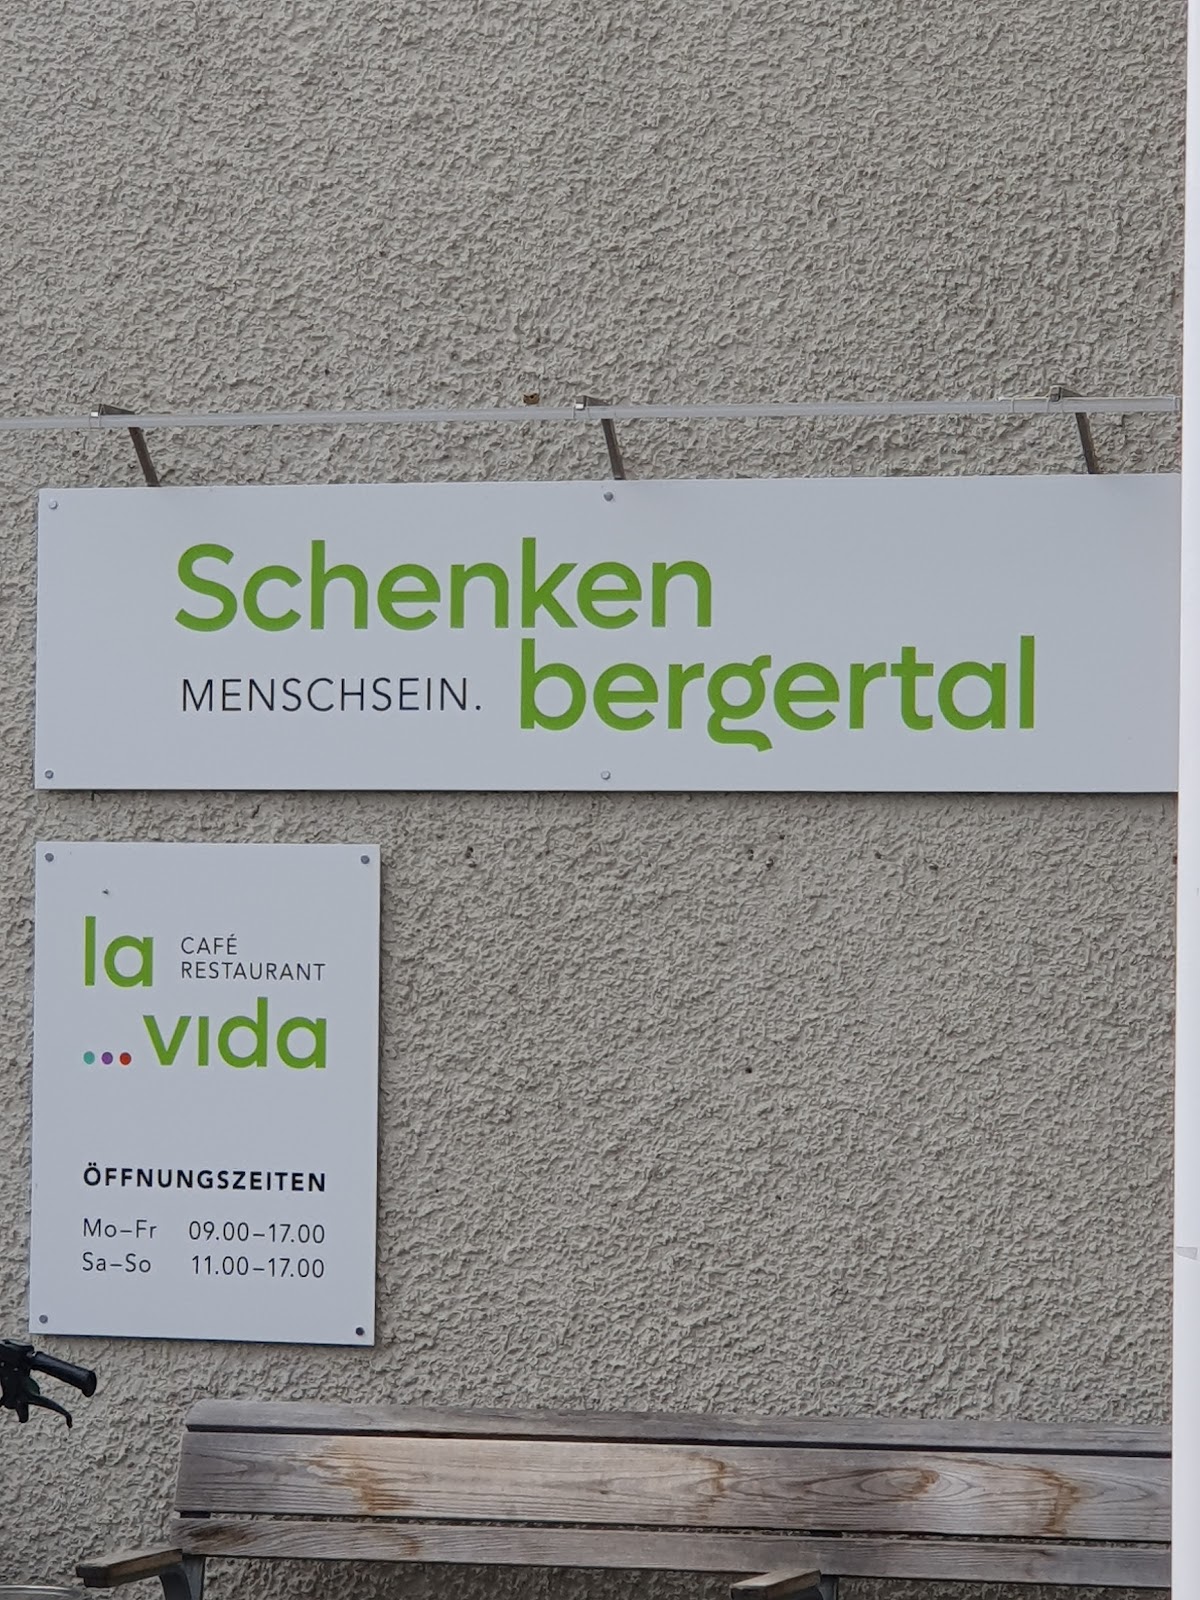 Schenken
MENSCHSEIN. bergertal
la CAFÉ
RESTAURANT
... vida
ÖFFNUNGSZEITEN
Mo–Fr 09.00–17.00
Sa–So 11.00–17.00